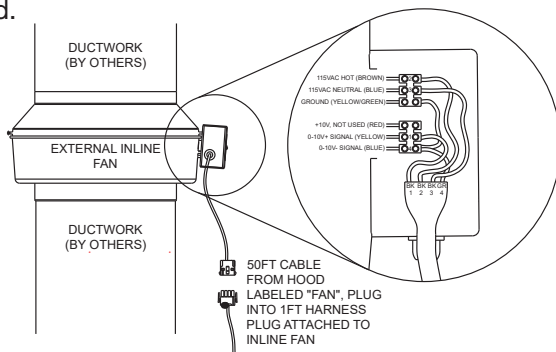 d.
DUCTWORK
(BY OTHERS)
EXTERNAL INLINE
FAN
DUCTWORK
(BY OTHERS)
115VAC HOT (BROWN)
115VAC NEUTRAL (BLUE)
GROUND (YELLOW/GREEN)
+10V, NOT USED (RED)
0-10V+ SIGNAL (YELLOW)
0-10V- SIGNAL (BLUE)
BK BK BK GR
1 2 3 4
50FT CABLE
FROM HOOD
LABELED "FAN", PLUG
INTO 1FT HARNESS
PLUG ATTACHED TO
INLINE FAN